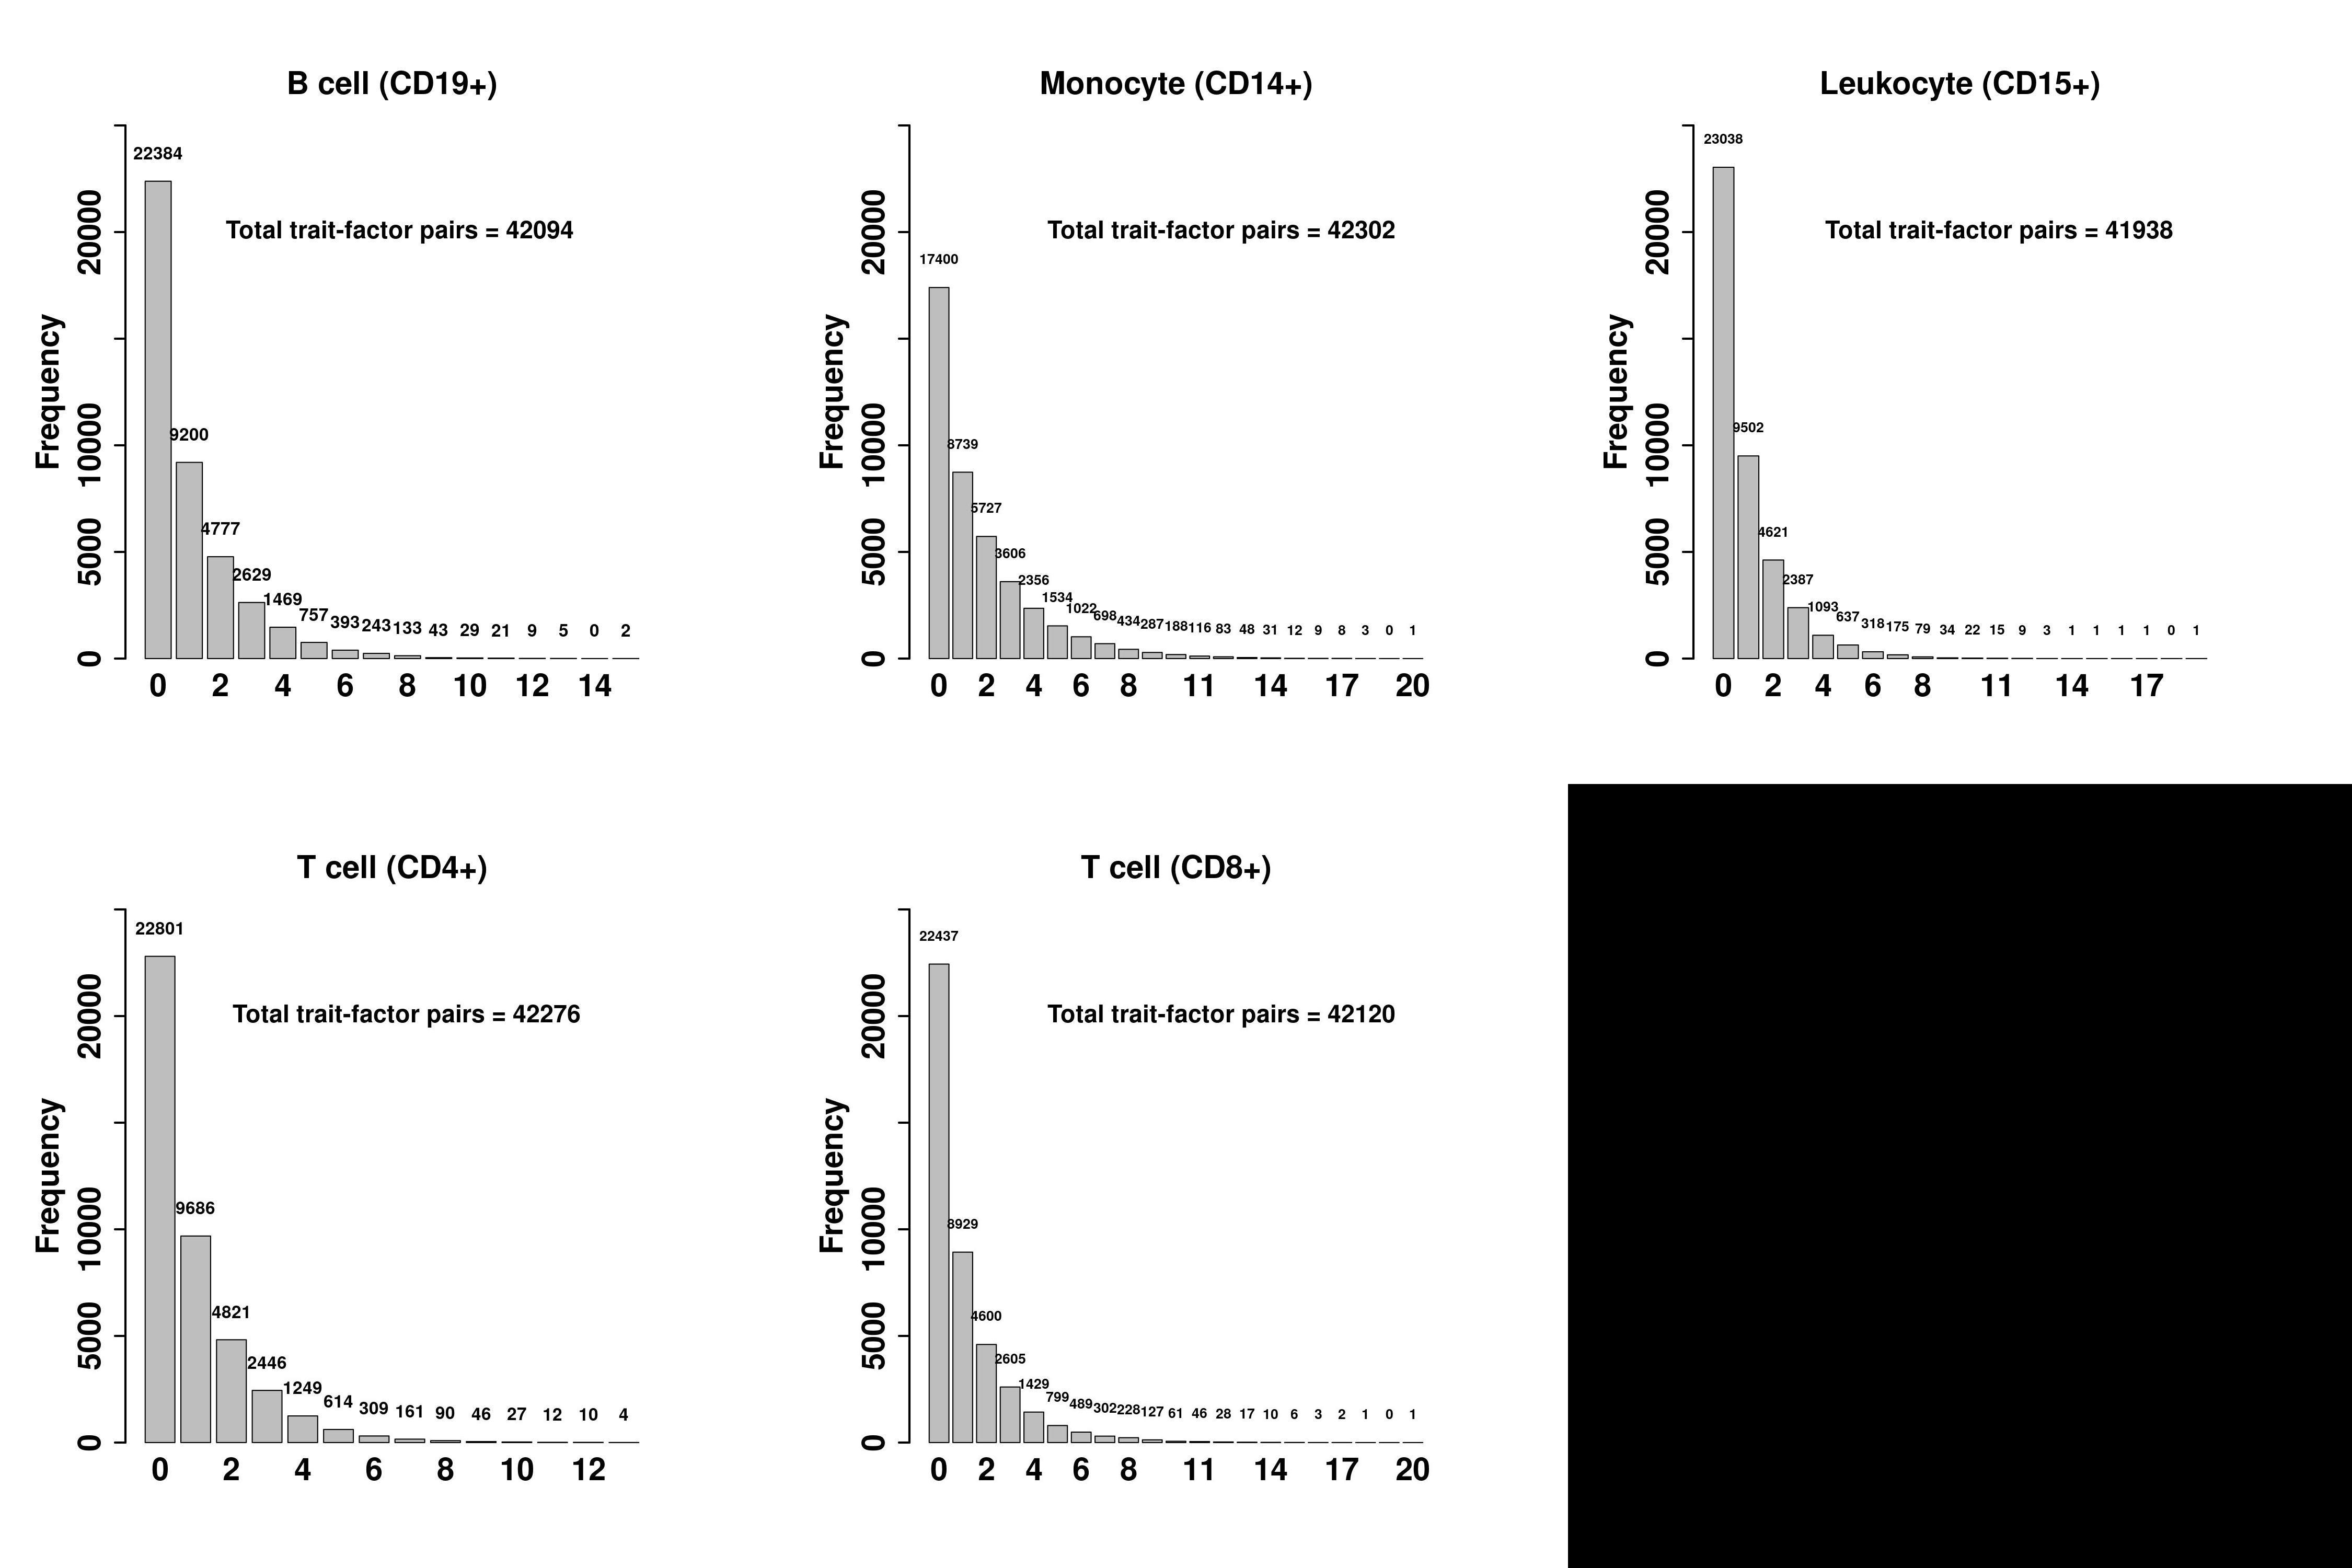 B cell (CD19+)
Frequency
0 5000 10000 20000
Total trait-factor pairs = 42094
22384 9200 4777 2629 1469 757 393 243 133 43 29 21 9 5 0 2
0 2 4 6 8 10 12 14
Monocyte (CD14+)
Frequency
0 5000 10000 20000
Total trait-factor pairs = 42302
17400 8739 5727 3606 2356 1534 1022 698 434 287 188 116 83 48 31 12 9 8 3 0 1
0 2 4 6 8 11 14 17 20
Leukocyte (CD15+)
Frequency
0 5000 10000 20000
Total trait-factor pairs = 41938
23038 9502 4621 2387 1093 637 318 175 79 34 22 15 9 3 1 1 1 1 0 1
0 2 4 6 8 11 14 17
T cell (CD4+)
Frequency
0 5000 10000 20000
Total trait-factor pairs = 42276
22801 9686 4821 2446 1249 614 309 161 90 46 27 12 10 4
0 2 4 6 8 10 12
T cell (CD8+)
Frequency
0 5000 10000 20000
Total trait-factor pairs = 42120
22437 8929 4600 2605 1429 799 489 302 228 127 61 46 28 17 10 6 3 2 1 0 1
0 2 4 6 8 11 14 17 20